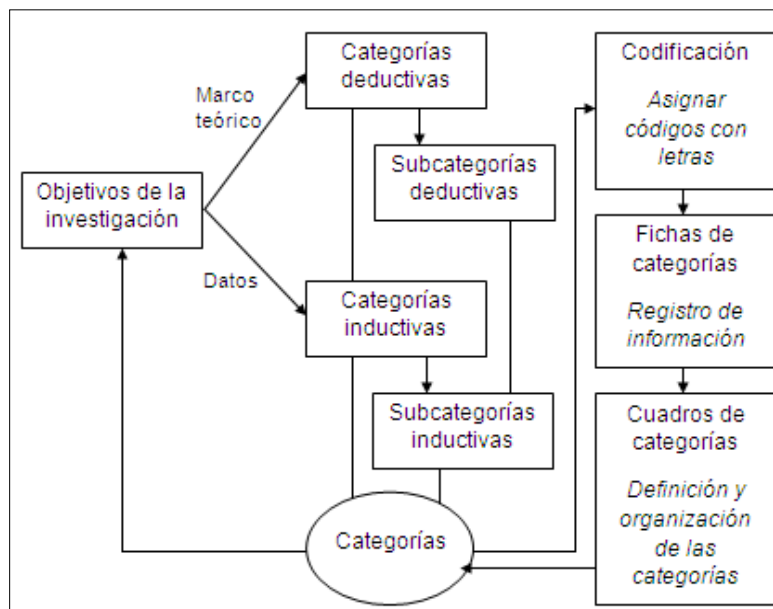 Objetivos de la
investigación
Marco
teórico
Datos
Categorías
deductivas
Subcategorías
deductivas
Categorías
inductivas
Subcategorías
inductivas
Categorías
Codificación
Asignar
códigos con
letras
Fichas de
categorías
Registro de
información
Cuadros de
categorías
Definición y
organización
de las
categorías